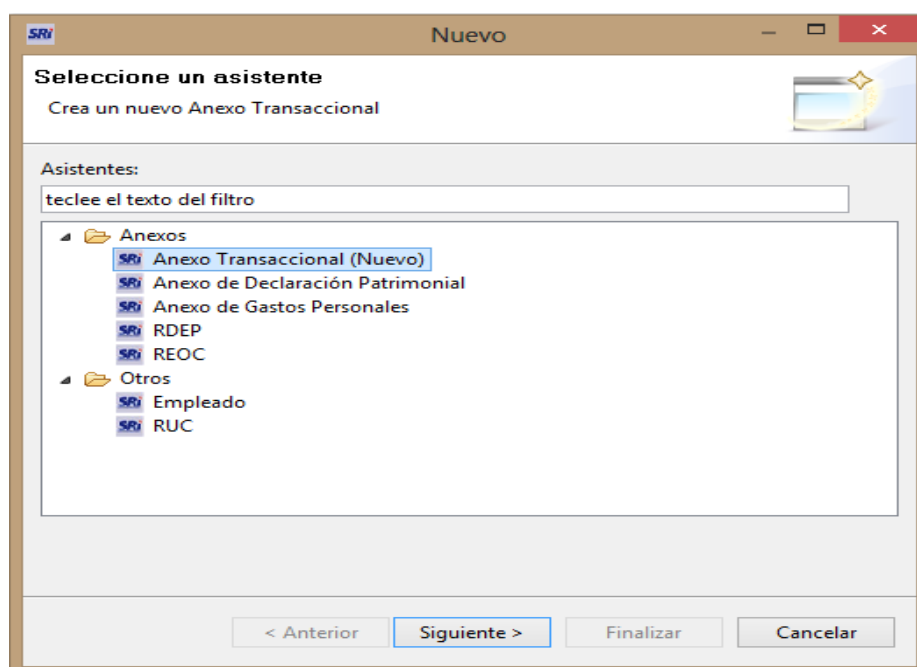 SRi
Nuevo
Seleccione un asistente
Crea un nuevo Anexo Transaccional
Asistentes:
teclee el texto del filtro
Anexos
SRi Anexo Transaccional (Nuevo)
SRi Anexo de Declaración Patrimonial
SRi Anexo de Gastos Personales
SRi RDEP
SRi REOC
Otros
SRi Empleado
SRi RUC
< Anterior Siguiente > Finalizar Cancelar